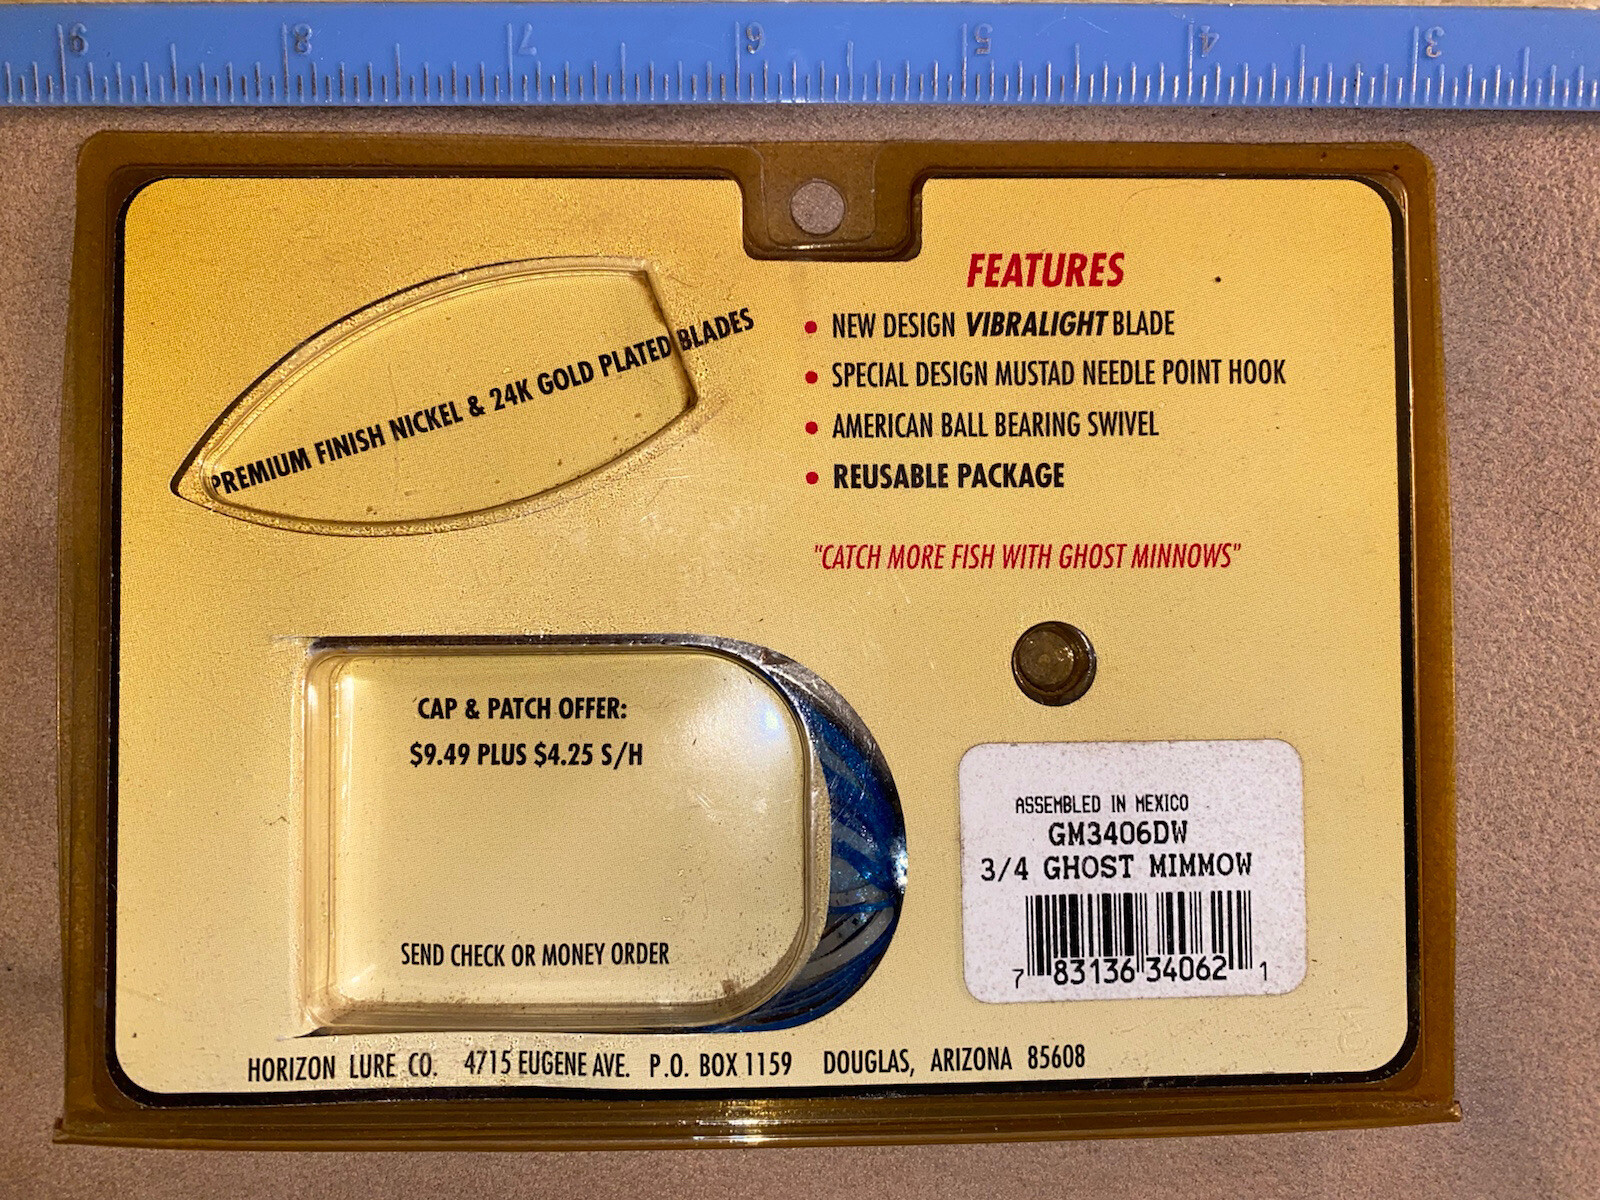 9 8 7 6 5 4 3
FEATURES
• NEW DESIGN VIBRALIGHT BLADE
• SPECIAL DESIGN MUSTAD NEEDLE POINT HOOK
• AMERICAN BALL BEARING SWIVEL
• REUSABLE PACKAGE
"CATCH MORE FISH WITH GHOST MINNOWS"
PREMIUM FINISH NICKEL & 24K GOLD PLATED BLADES
CAP & PATCH OFFER:
$9.49 PLUS $4.25 S/H
SEND CHECK OR MONEY ORDER
ASSEMBLED IN MEXICO
GM3406DW
3/4 GHOST MIMMOW
7 83136 34062 1
HORIZON LURE CO. 4715 EUGENE AVE. P.O. BOX 1159 DOUGLAS, ARIZONA 85608